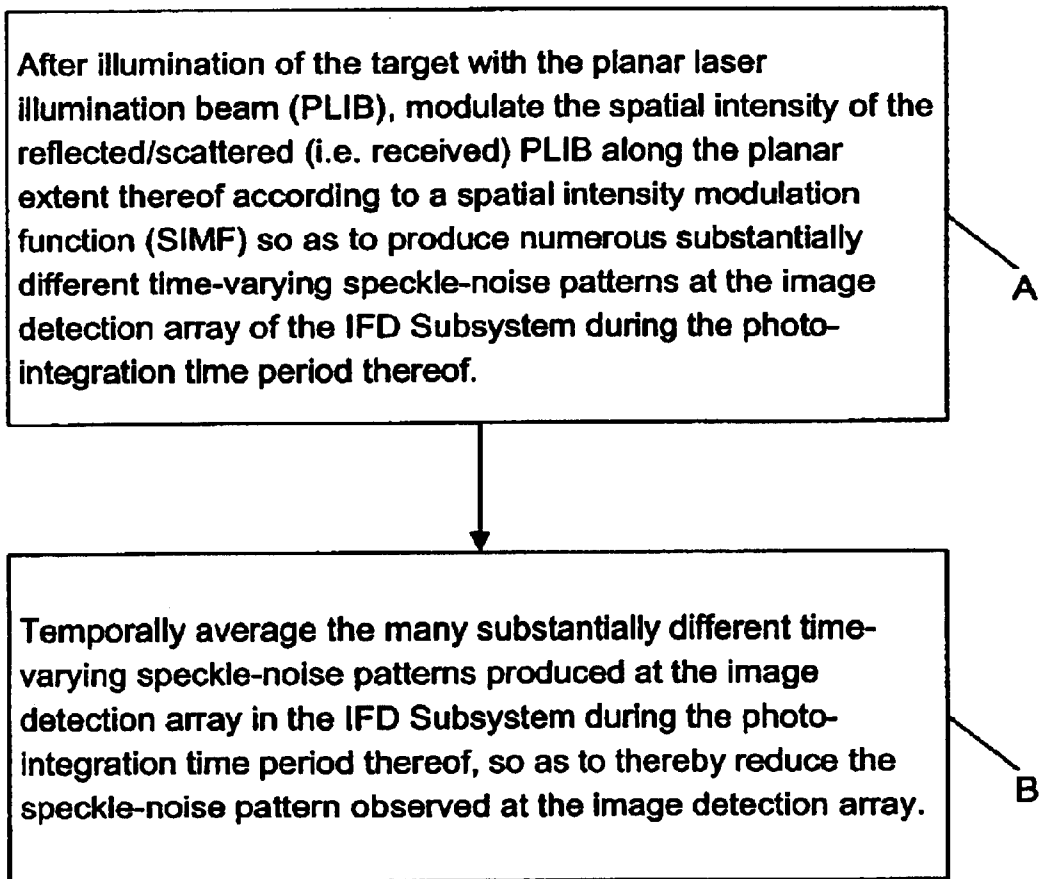 After illumination of the target with the planar laser
illumination beam (PLIB), modulate the spatial intensity of the
reflected/scattered (i.e. received) PLIB along the planar
extent thereof according to a spatial intensity modulation
function (SIMF) so as to produce numerous substantially
different time-varying speckle-noise patterns at the image
detection array of the IFD Subsystem during the photo-
integration time period thereof.
A
Temporally average the many substantially different time-
varying speckle-noise patterns produced at the image
detection array in the IFD Subsystem during the photo-
integration time period thereof, so as to thereby reduce the
speckle-noise pattern observed at the image detection array.
B